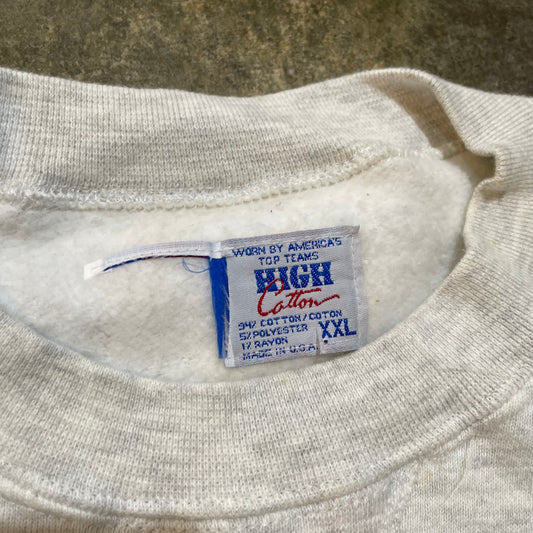 WORN BY AMERICA'S
TOP TEAMS
HIGH
Cotton
94% COTTON/COTON
5% POLYESTER
1% RAYON
MADE IN U.S.A.
XXL